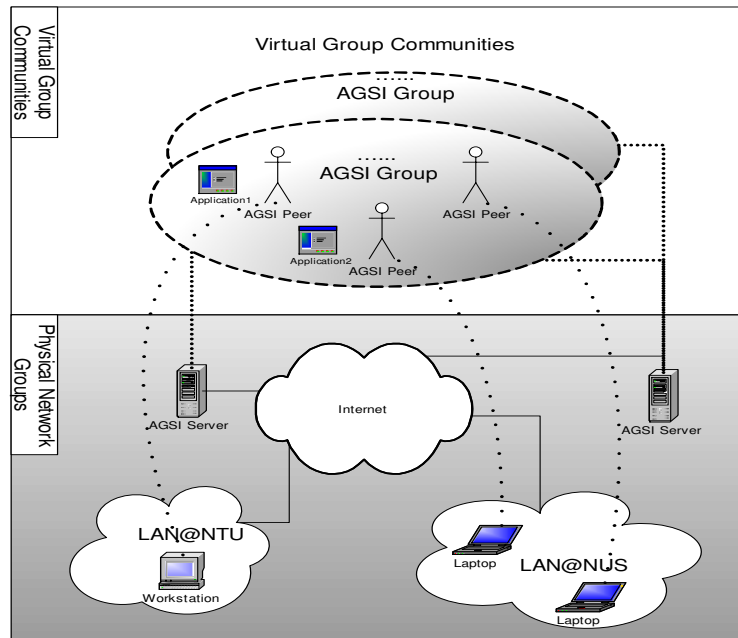 Virtual Group
Communities
Virtual Group Communities
......
AGSI Group
......
AGSI Group
Application1
AGSI Peer
AGSI Peer
Application2
AGSI Peer
Physical Network
Groups
Internet
AGSI Server
AGSI Server
LAN@NTU
Workstation
Laptop
LAN@NUS
Laptop